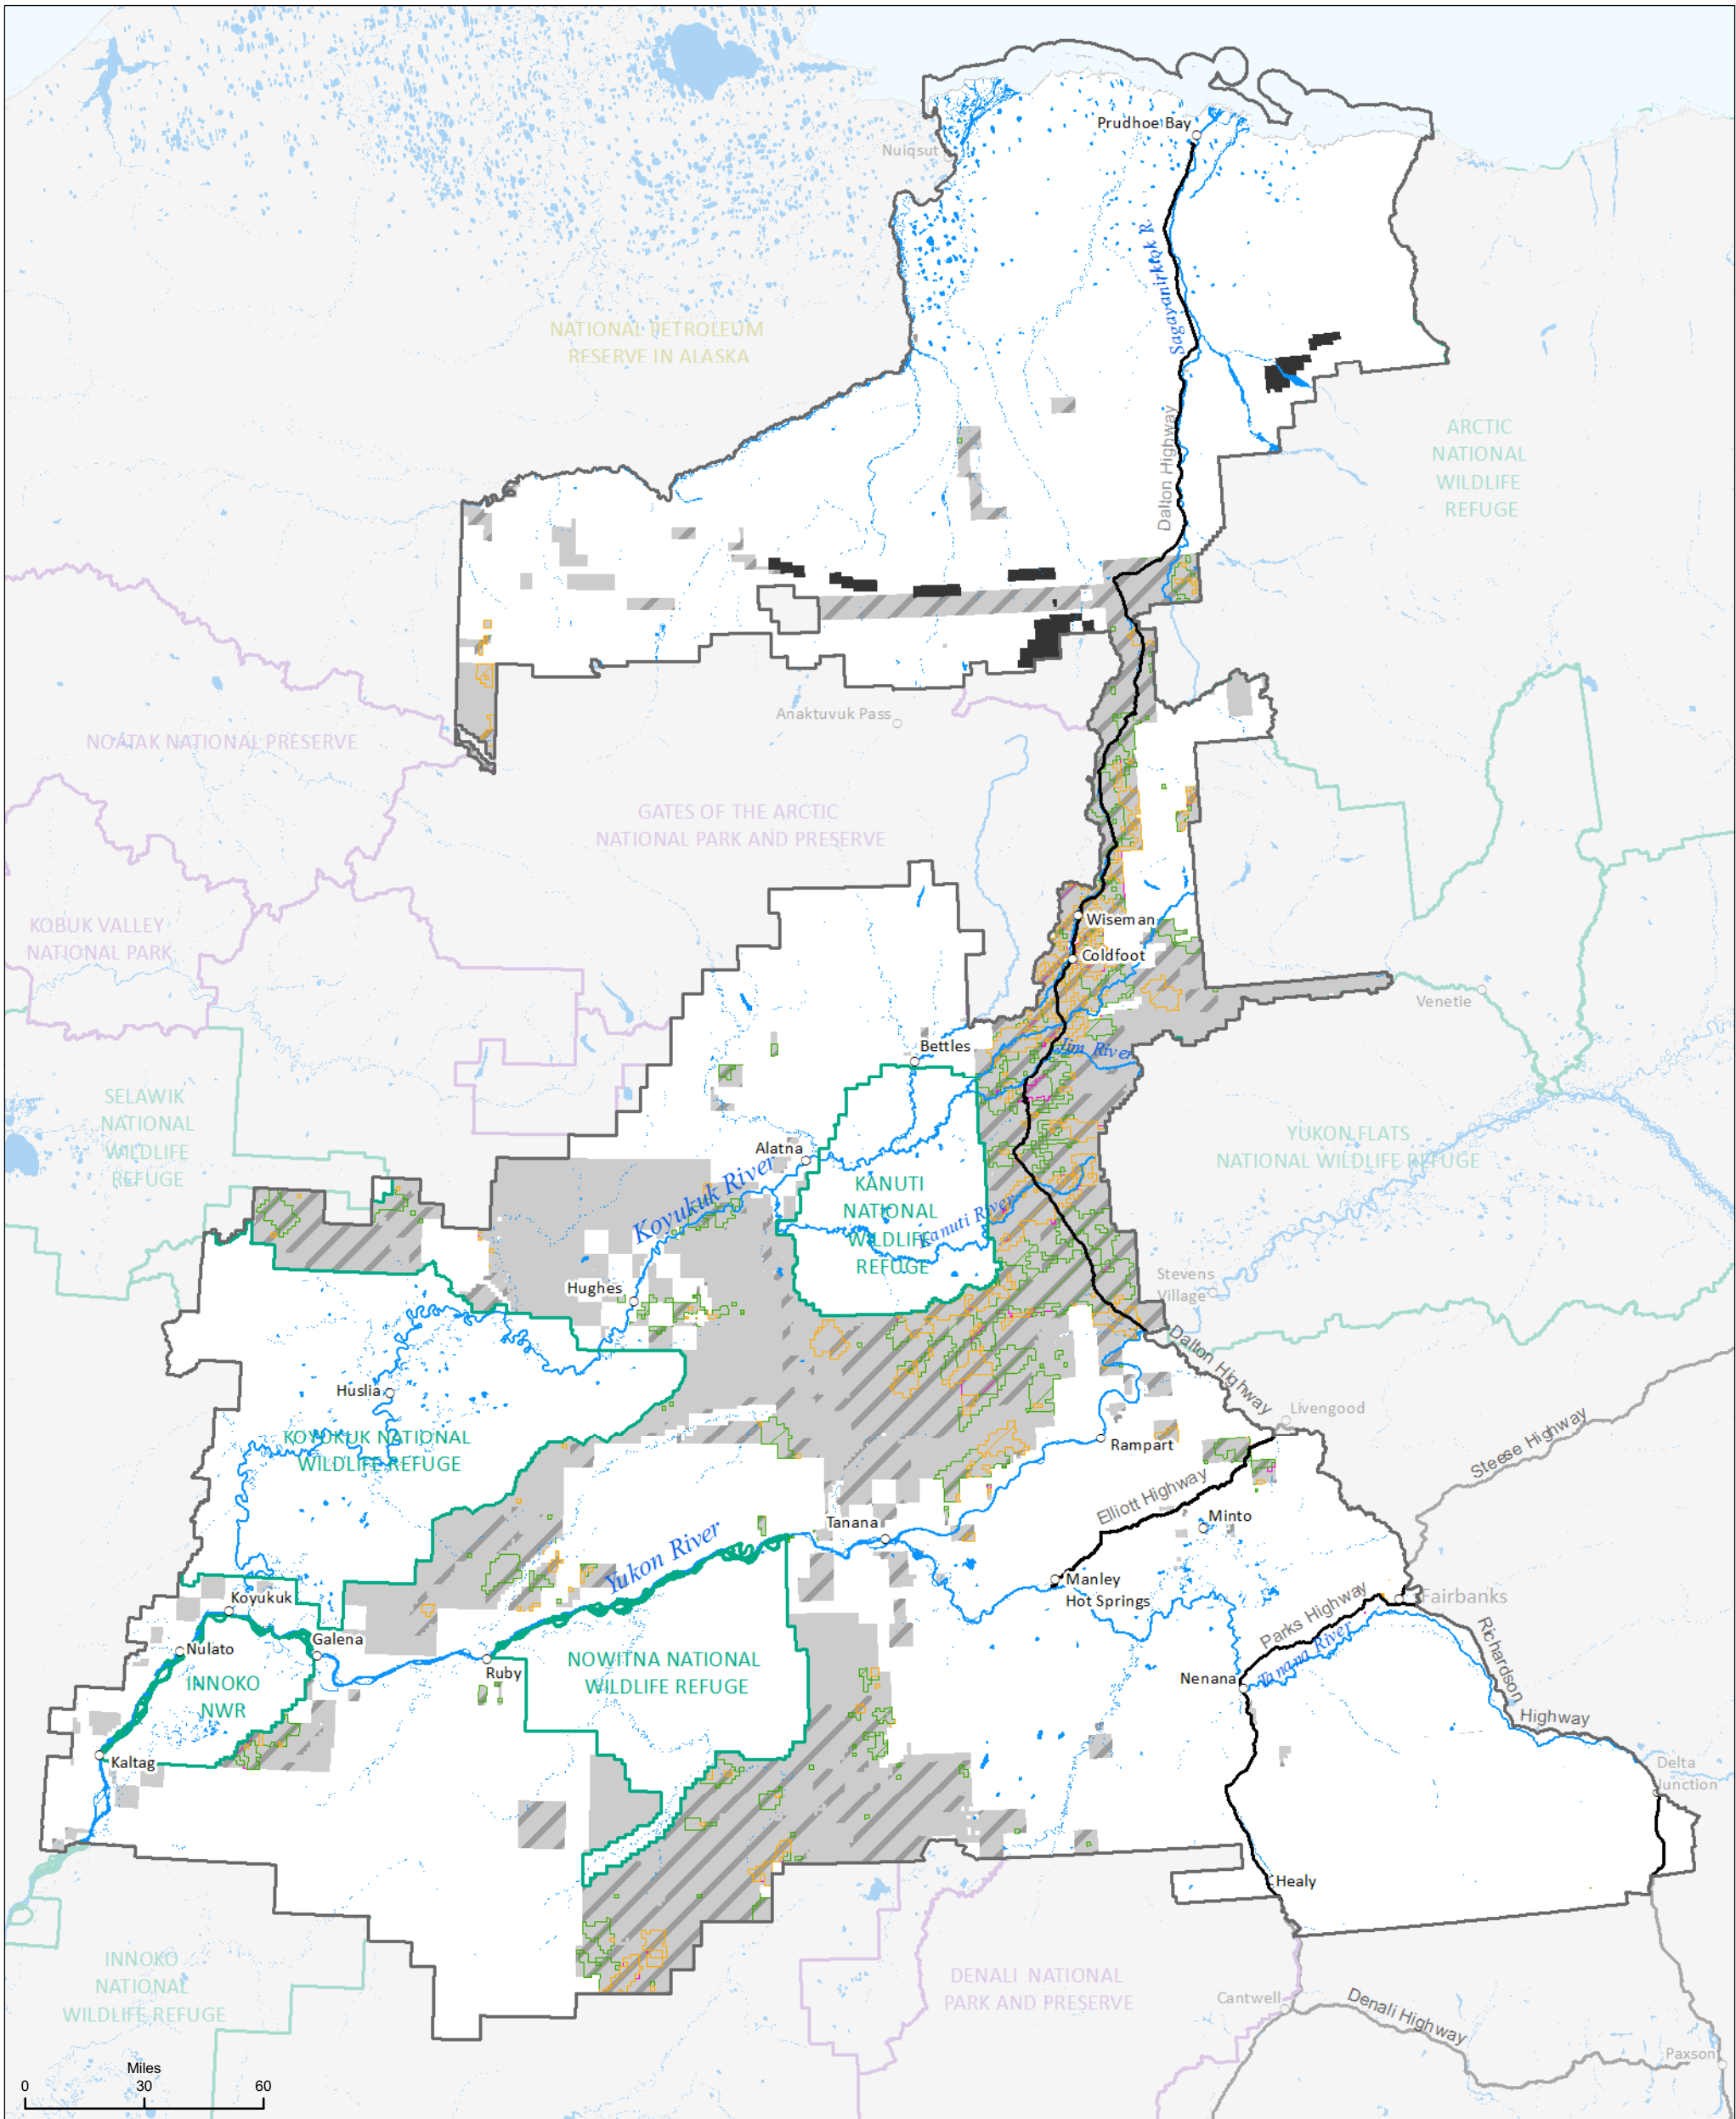 Prudhoe Bay
Nuiqsut
Sagavanirktok R.
NATIONAL PETROLEUM
RESERVE IN ALASKA
Dalton Highway
ARCTIC
NATIONAL
WILDLIFE
REFUGE
Anaktuvuk Pass
NOATAK NATIONAL PRESERVE
GATES OF THE ARCTIC
NATIONAL PARK AND PRESERVE
KOBUK VALLEY
NATIONAL PARK
Wiseman
Coldfoot
Venetie
Bettles
Jim River
SELAWIK
NATIONAL
WILDLIFE
REFUGE
YUKON FLATS
NATIONAL WILDLIFE REFUGE
Alatna
Koyukuk River
KANUTI
NATIONAL
WILDLIFE
REFUGE
Kanuti River
Hughes
Stevens
Village
Dalton Highway
Huslia
Livengood
KOYUKUK NATIONAL
WILDLIFE REFUGE
Rampart
Steese Highway
Elliott Highway
Tanana
Minto
Yukon River
Manley
Hot Springs
Koyukuk
Parks Highway
Fairbanks
Nulato
Galena
Tanana River
Richardson
Highway
INNOKO
NWR
Ruby
NOWITNA NATIONAL
WILDLIFE REFUGE
Nenana
Kaltag
Delta
Junction
Healy
INNOKO
NATIONAL
WILDLIFE REFUGE
DENALI NATIONAL
PARK AND PRESERVE
Cantwell
Denali Highway
Paxson
Miles
0 30 60